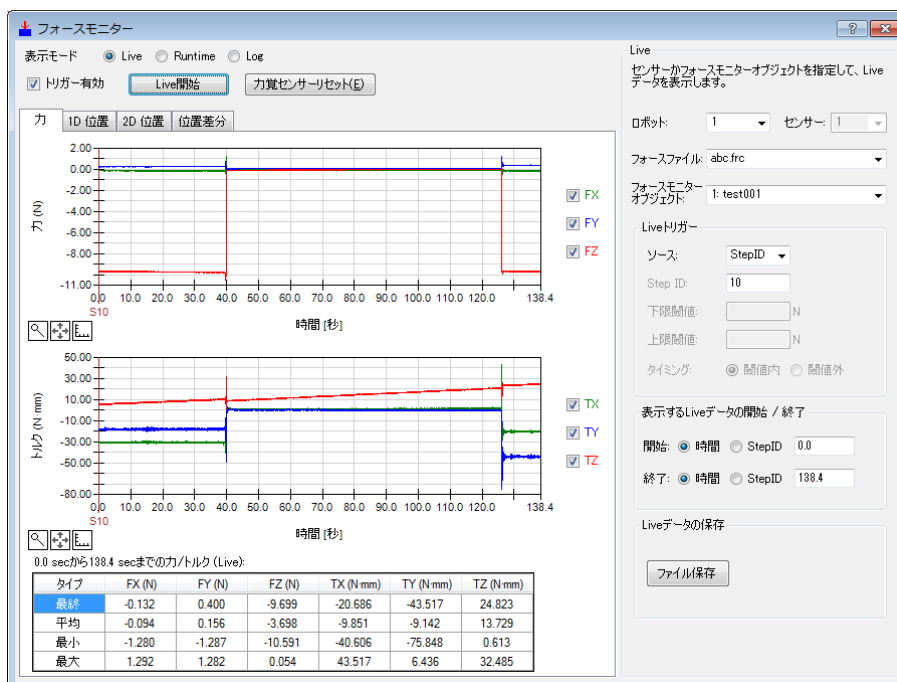 フォースモニター
表示モード Live Runtime Log
トリガー有効 Live開始 力覚センサーリセット(E)
力 1D 位置 2D 位置 位置差分
2.00
0.00
-2.00
-4.00
-6.00
-8.00
-11.00
力 (N)
FX
FY
FZ
0.0 10.0 20.0 30.0 40.0 50.0 60.0 70.0 80.0 90.0 100.0 110.0 120.0 138.4
S10
時間 [秒]
50.00
30.00
10.00
-10.00
-30.00
-50.00
-80.00
トルク (N·mm)
TX
TY
TZ
0.0 10.0 20.0 30.0 40.0 50.0 60.0 70.0 80.0 90.0 100.0 110.0 120.0 138.4
S10
時間 [秒]
0.0 secから138.4 secまでの力/トルク (Live):
タイプ FX (N) FY (N) FZ (N) TX (N·mm) TY (N·mm) TZ (N·mm)
最終 -0.132 0.400 -9.699 -20.686 -43.517 24.823
平均 -0.094 0.156 -3.698 -9.851 -9.142 13.729
最小 -1.280 -1.287 -10.591 -40.606 -75.848 0.613
最大 1.292 1.282 0.054 43.517 6.436 32.485
Live
センサーかフォースモニターオブジェクトを指定して、Live
データを表示します。
ロボット: 1 センサー: 1
フォースファイル: abc.frc
フォースモニター
オブジェクト: 1: test001
Liveトリガー
ソース: StepID
Step ID: 10
下限閾値: N
上限閾値: N
タイミング: 閾値内 閾値外
表示するLiveデータの開始 / 終了
開始: 時間 StepID 0.0
終了: 時間 StepID 138.4
Liveデータの保存
ファイル保存